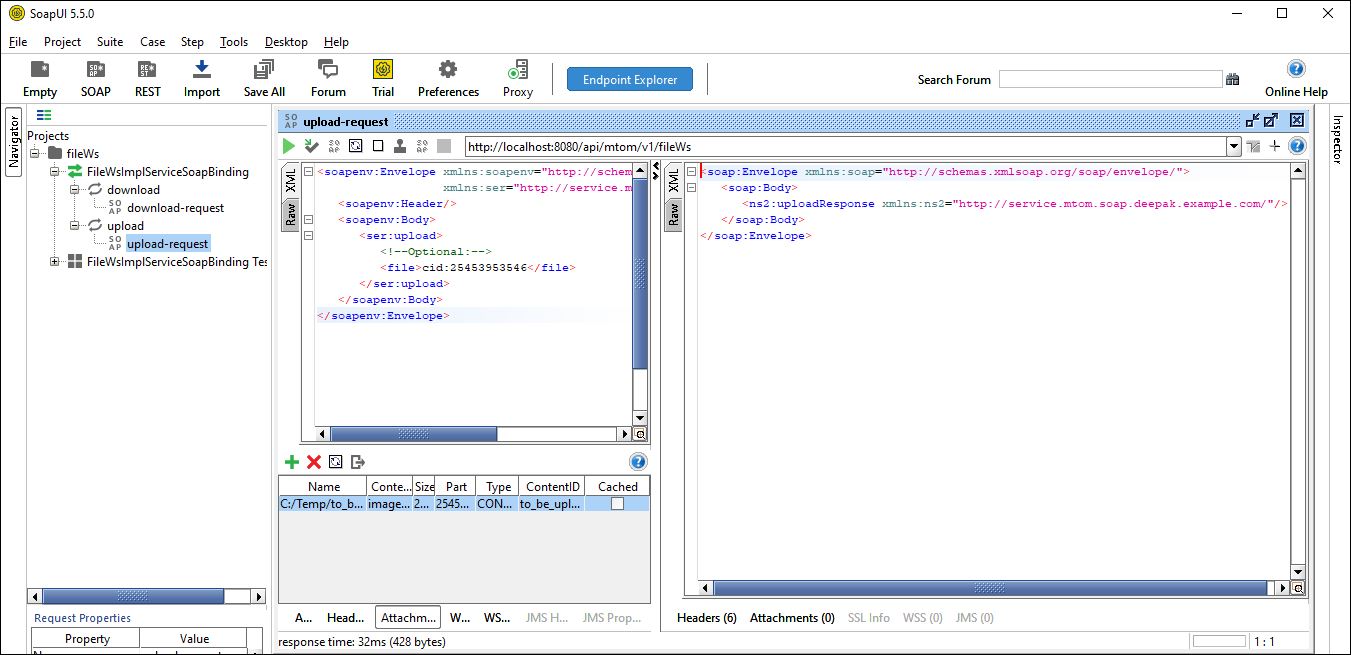 SoapUI 5.5.0
File Project Suite Case Step Tools Desktop Help
Empty SOAP REST Import Save All Forum Trial Preferences Proxy Endpoint Explorer Search Forum Online Help
Navigator
Projects
fileWs
FileWsImplServiceSoapBinding
download
download-request
upload
upload-request
FileWsImplServiceSoapBinding Tes
Request Properties
Property Value
upload-request
http://localhost:8080/api/mtom/v1/fileWs
XML
Raw
<soapenv:Envelope xmlns:soapenv="http://schem
xmlns:ser="http://service.m
<soapenv:Header/>
<soapenv:Body>
<ser:upload>
<!--Optional:-->
<file>cid:25453953546</file>
</ser:upload>
</soapenv:Body>
</soapenv:Envelope>
Name Conte... Size Part Type ContentID Cached
C:/Temp/to_b... image... 2... 2545... CON... to_be_upl...
A... Head... Attachm... W... WS... JMS H... JMS Prop...
response time: 32ms (428 bytes)
XML
Raw
<soap:Envelope xmlns:soap="http://schemas.xmlsoap.org/soap/envelope/">
<soap:Body>
<ns2:uploadResponse xmlns:ns2="http://service.mtom.soap.deepak.example.com/"/>
</soap:Body>
</soap:Envelope>
Headers (6) Attachments (0) SSL Info WSS (0) JMS (0)
1 : 1
Inspector